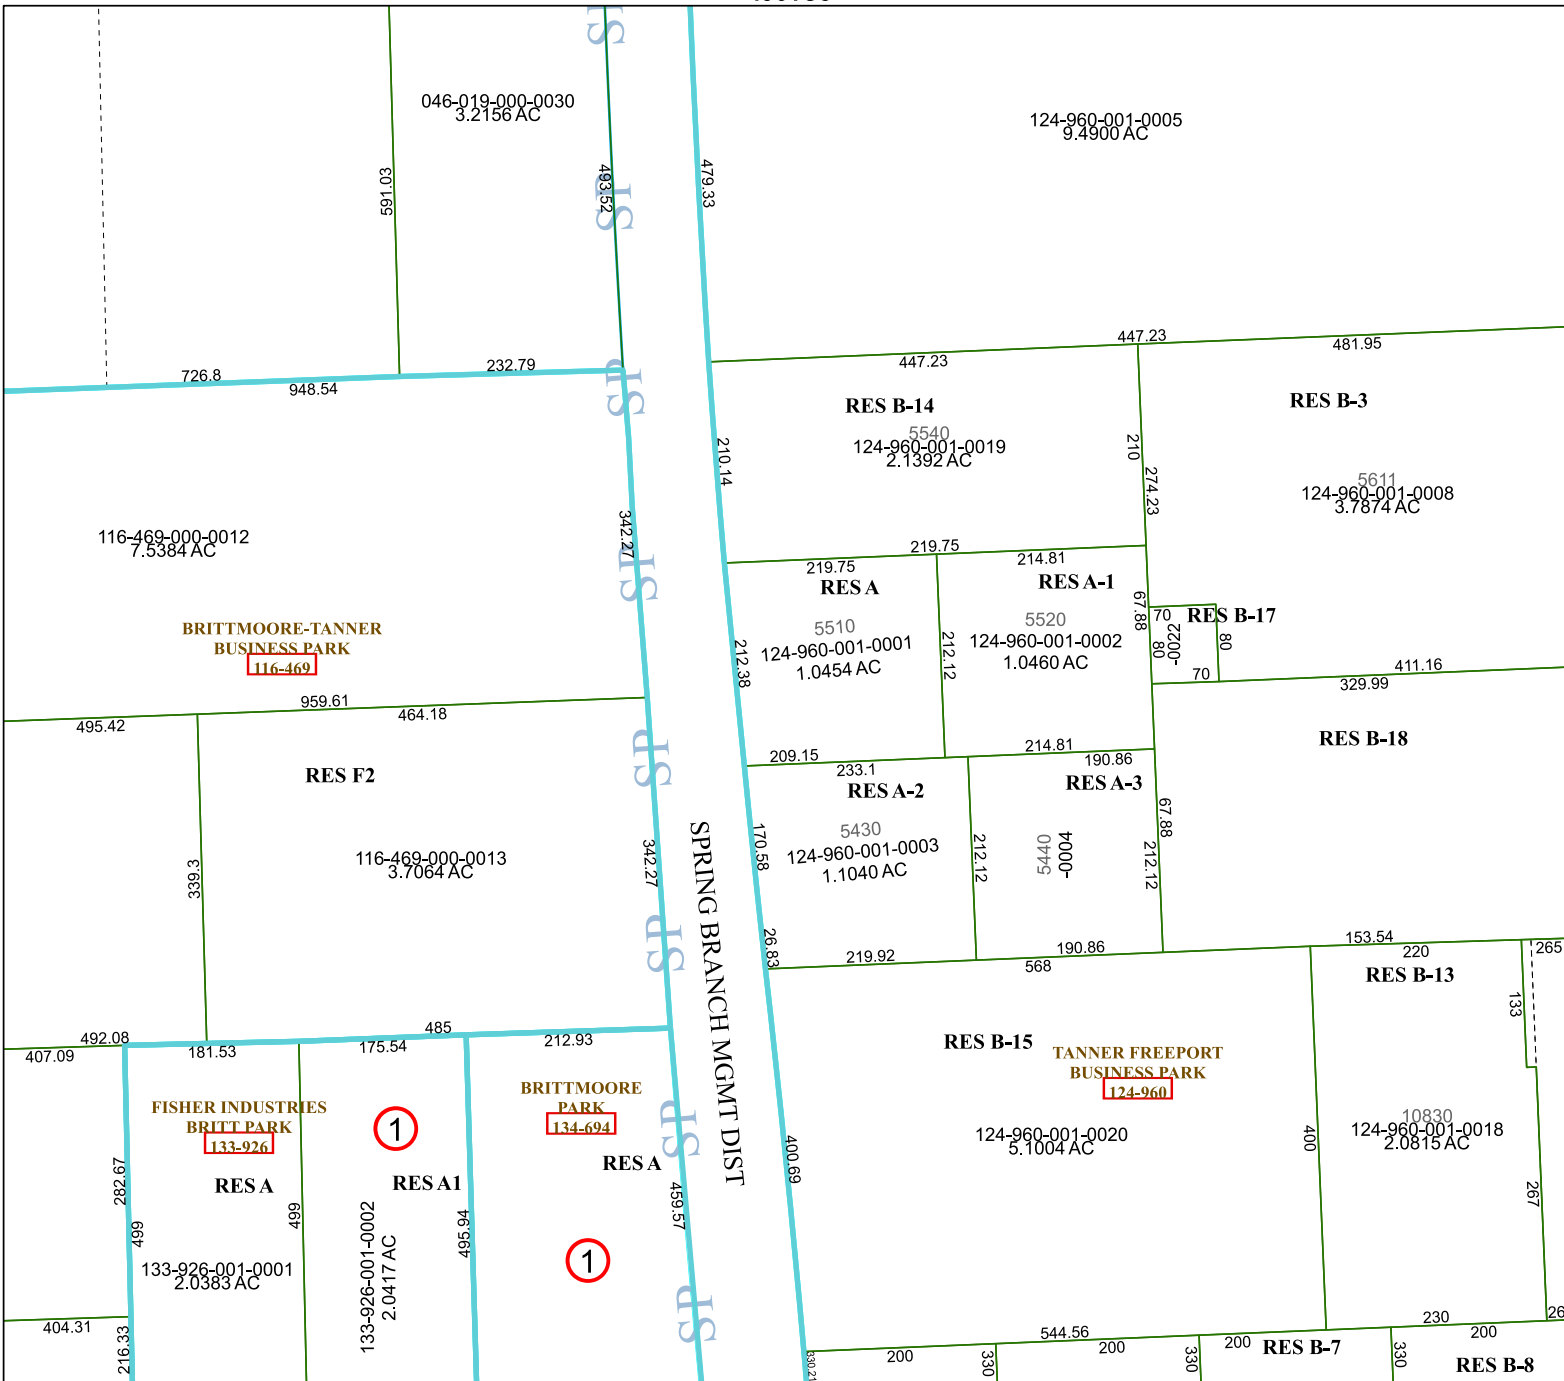 SP
046-019-000-0030
3.2156 AC
124-960-001-0005
9.4900 AC
591.03
493.52
SP
479.33
726.8
948.54
232.79
447.23
447.23
481.95
SP
RES B-14
5540
124-960-001-0019
2.1392 AC
210
274.23
RES B-3
5611
124-960-001-0008
3.7874 AC
210.14
116-469-000-0012
7.5384 AC
342.27
SP
219.75
219.75
214.81
RES A
RES A-1
5510
124-960-001-0001
1.0454 AC
5520
124-960-001-0002
1.0460 AC
212.38
212.12
67.88
70
80
-0022
RES B-17
80
70
411.16
329.99
BRITTMOORE-TANNER
BUSINESS PARK
116-469
959.61
495.42
464.18
SP
RES B-18
209.15
233.1
214.81
190.86
RES F2
RES A-2
RES A-3
5430
124-960-001-0003
1.1040 AC
5440
-0004
67.88
212.12
212.12
170.58
116-469-000-0013
3.7064 AC
339.3
342.27
SPRING BRANCH MGMT DIST
SP
26.83
219.92
568
190.86
153.54
220
265
RES B-13
133
492.08
407.09
181.53
485
175.54
212.93
RES B-15
TANNER FREEPORT
BUSINESS PARK
124-960
FISHER INDUSTRIES
BRITT PARK
133-926
1
BRITTMOORE
PARK
134-694
SP
124-960-001-0020
5.1004 AC
400
10830
124-960-001-0018
2.0815 AC
400.69
282.67
RES A
RES A1
RES A
459.57
267
499
499
495.94
133-926-001-0001
2.0383 AC
133-926-001-0002
2.0417 AC
1
SP
404.31
216.33
330.21
544.56
200
330
200
330
200
RES B-7
230
200
330
RES B-8